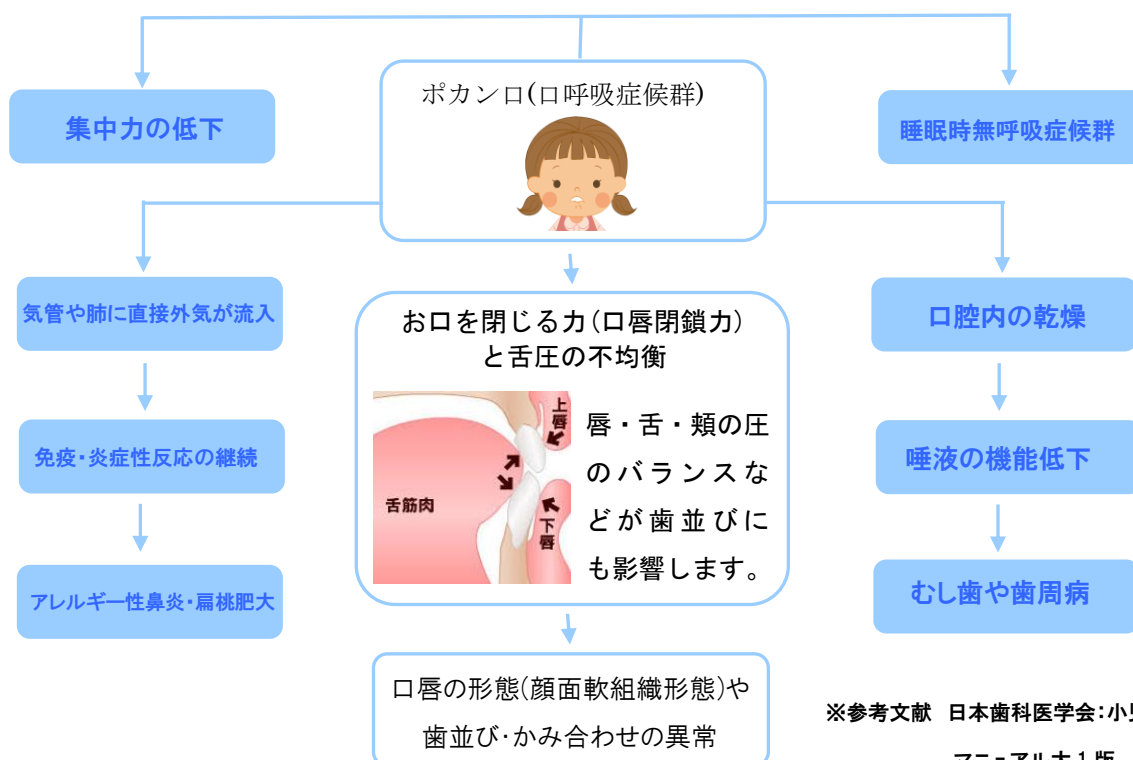 ポカン口(口呼吸症候群)
集中力の低下
睡眠時無呼吸症候群
気管や肺に直接外気が流入
免疫・炎症性反応の継続
アレルギー性鼻炎・扁桃肥大
お口を閉じる力(口唇閉鎖力)
と舌圧の不均衡
上唇
舌筋肉
下唇
唇・舌・頬の圧
のバランスな
どが歯並びに
も影響します。
口唇の形態(顔面軟組織形態)や
歯並び・かみ合わせの異常
口腔内の乾燥
唾液の機能低下
むし歯や歯周病
※参考文献 日本歯科医学会:小